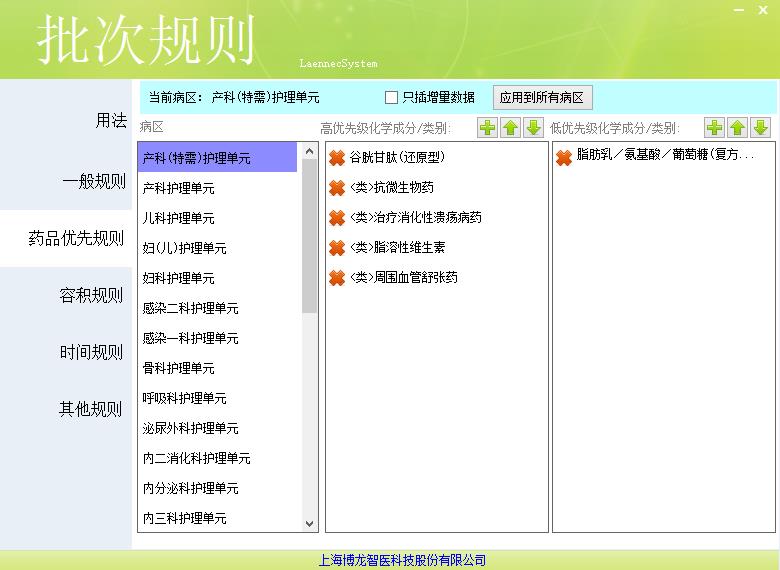 批次规则
LaennecSystem
用法
一般规则
药品优先规则
容积规则
时间规则
其他规则
当前病区： 产科(特需)护理单元
只插增量数据
应用到所有病区
病区
产科(特需)护理单元
产科护理单元
儿科护理单元
妇(儿)护理单元
妇科护理单元
感染二科护理单元
感染一科护理单元
骨科护理单元
呼吸科护理单元
泌尿外科护理单元
内二消化科护理单元
内分泌科护理单元
内三科护理单元
高优先级化学成分/类别:
谷胱甘肽(还原型)
<类>抗微生物药
<类>治疗消化性溃疡病药
<类>脂溶性维生素
<类>周围血管舒张药
低优先级化学成分/类别:
脂肪乳／氨基酸／葡萄糖(复方...
上海博龙智医科技股份有限公司